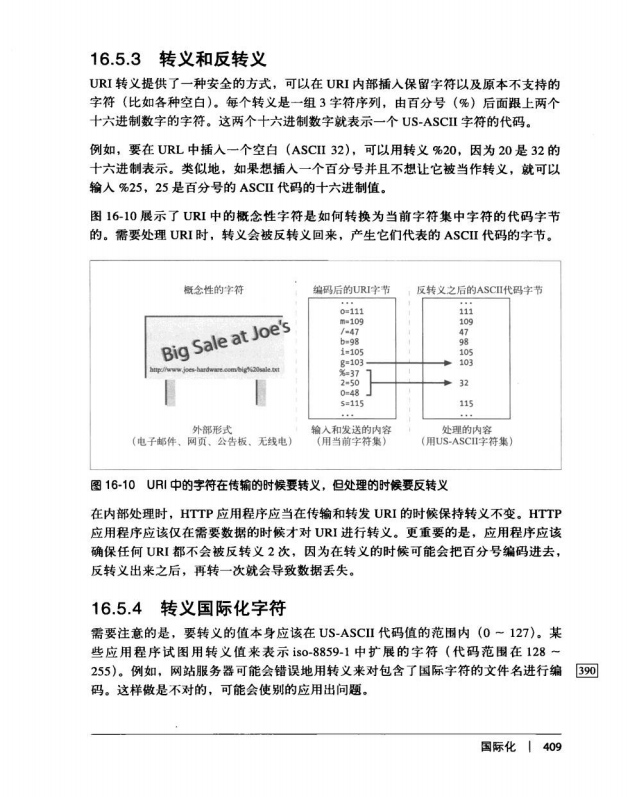 16.5.3 转义和反转义
URI 转义提供了一种安全的方式，可以在 URI 内部插入保留字符以及原本不支持的
字符（比如各种空白）。每个转义是一组 3 字符序列，由百分号（%）后面跟上两个
十六进制数字的字符。这两个十六进制数字就表示一个 US-ASCII 字符的代码。
例如，要在 URL 中插入一个空白（ASCII 32），可以用转义 %20，因为 20 是 32 的
十六进制表示。类似地，如果想插入一个百分号并且不想让它被当作转义，就可以
输入 %25，25 是百分号的 ASCII 代码的十六进制值。
图 16-10 展示了 URI 中的概念性字符是如何转换为当前字符集中字符的代码字节
的。需要处理 URI 时，转义会被反转义回来，产生它们代表的 ASCII 代码的字节。
概念性的字符
Big Sale at Joe's
http://www.joes-hardware.com/big%20sale.txt
外部形式
（电子邮件、网页、公告板、无线电）
编码后的URI字节
...
o=111
m=109
/=47
b=98
i=105
g=103
%=37
2=50
0=48
s=115
...
输入和发送的内容
（用当前字符集）
反转义之后的ASCII代码字节
...
111
109
47
98
105
103
32
115
...
处理的内容
（用US-ASCII字符集）
图 16-10 URI 中的字符在传输的时候要转义，但处理的时候要反转义
在内部处理时，HTTP 应用程序应当在传输和转发 URI 的时候保持转义不变。HTTP
应用程序应该仅在需要数据的时候才对 URI 进行转义。更重要的是，应用程序应该
确保任何 URI 都不会被反转义 2 次，因为在转义的时候可能会把百分号编码进去，
反转义出来之后，再转一次就会导致数据丢失。
16.5.4 转义国际化字符
需要注意的是，要转义的值本身应该在 US-ASCII 代码值的范围内（0 ~ 127）。某
些应用程序试图用转义值来表示 iso-8859-1 中扩展的字符（代码范围在 128 ~
255）。例如，网站服务器可能会错误地用转义来对包含了国际字符的文件名进行编
码。这样做是不对的，可能会使别的应用出问题。
390
国际化 | 409